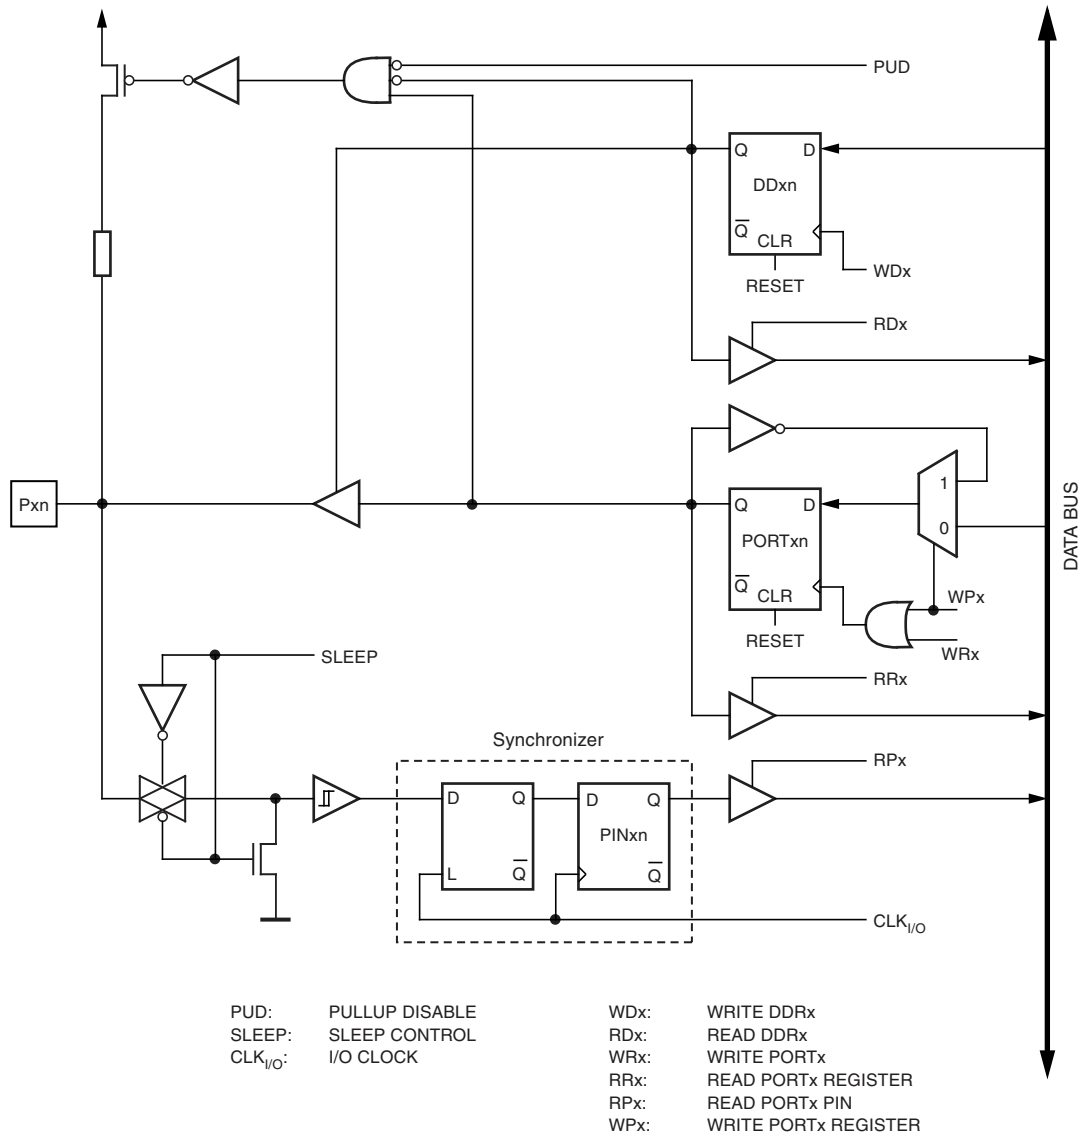 PUD
Q D
DDxn
Q
CLR
WDx
RESET
RDx
1
Pxn
Q D
0
PORTxn
DATA BUS
Q
CLR
WPx
RESET
WRx
SLEEP
RRx
Synchronizer
RPx
D Q
D Q
PINxn
L Q
Q
CLKI/O
PUD: PULLUP DISABLE
SLEEP: SLEEP CONTROL
CLKI/O: I/O CLOCK
WDx: WRITE DDRx
RDx: READ DDRx
WRx: WRITE PORTx
RRx: READ PORTx REGISTER
RPx: READ PORTx PIN
WPx: WRITE PINx REGISTER